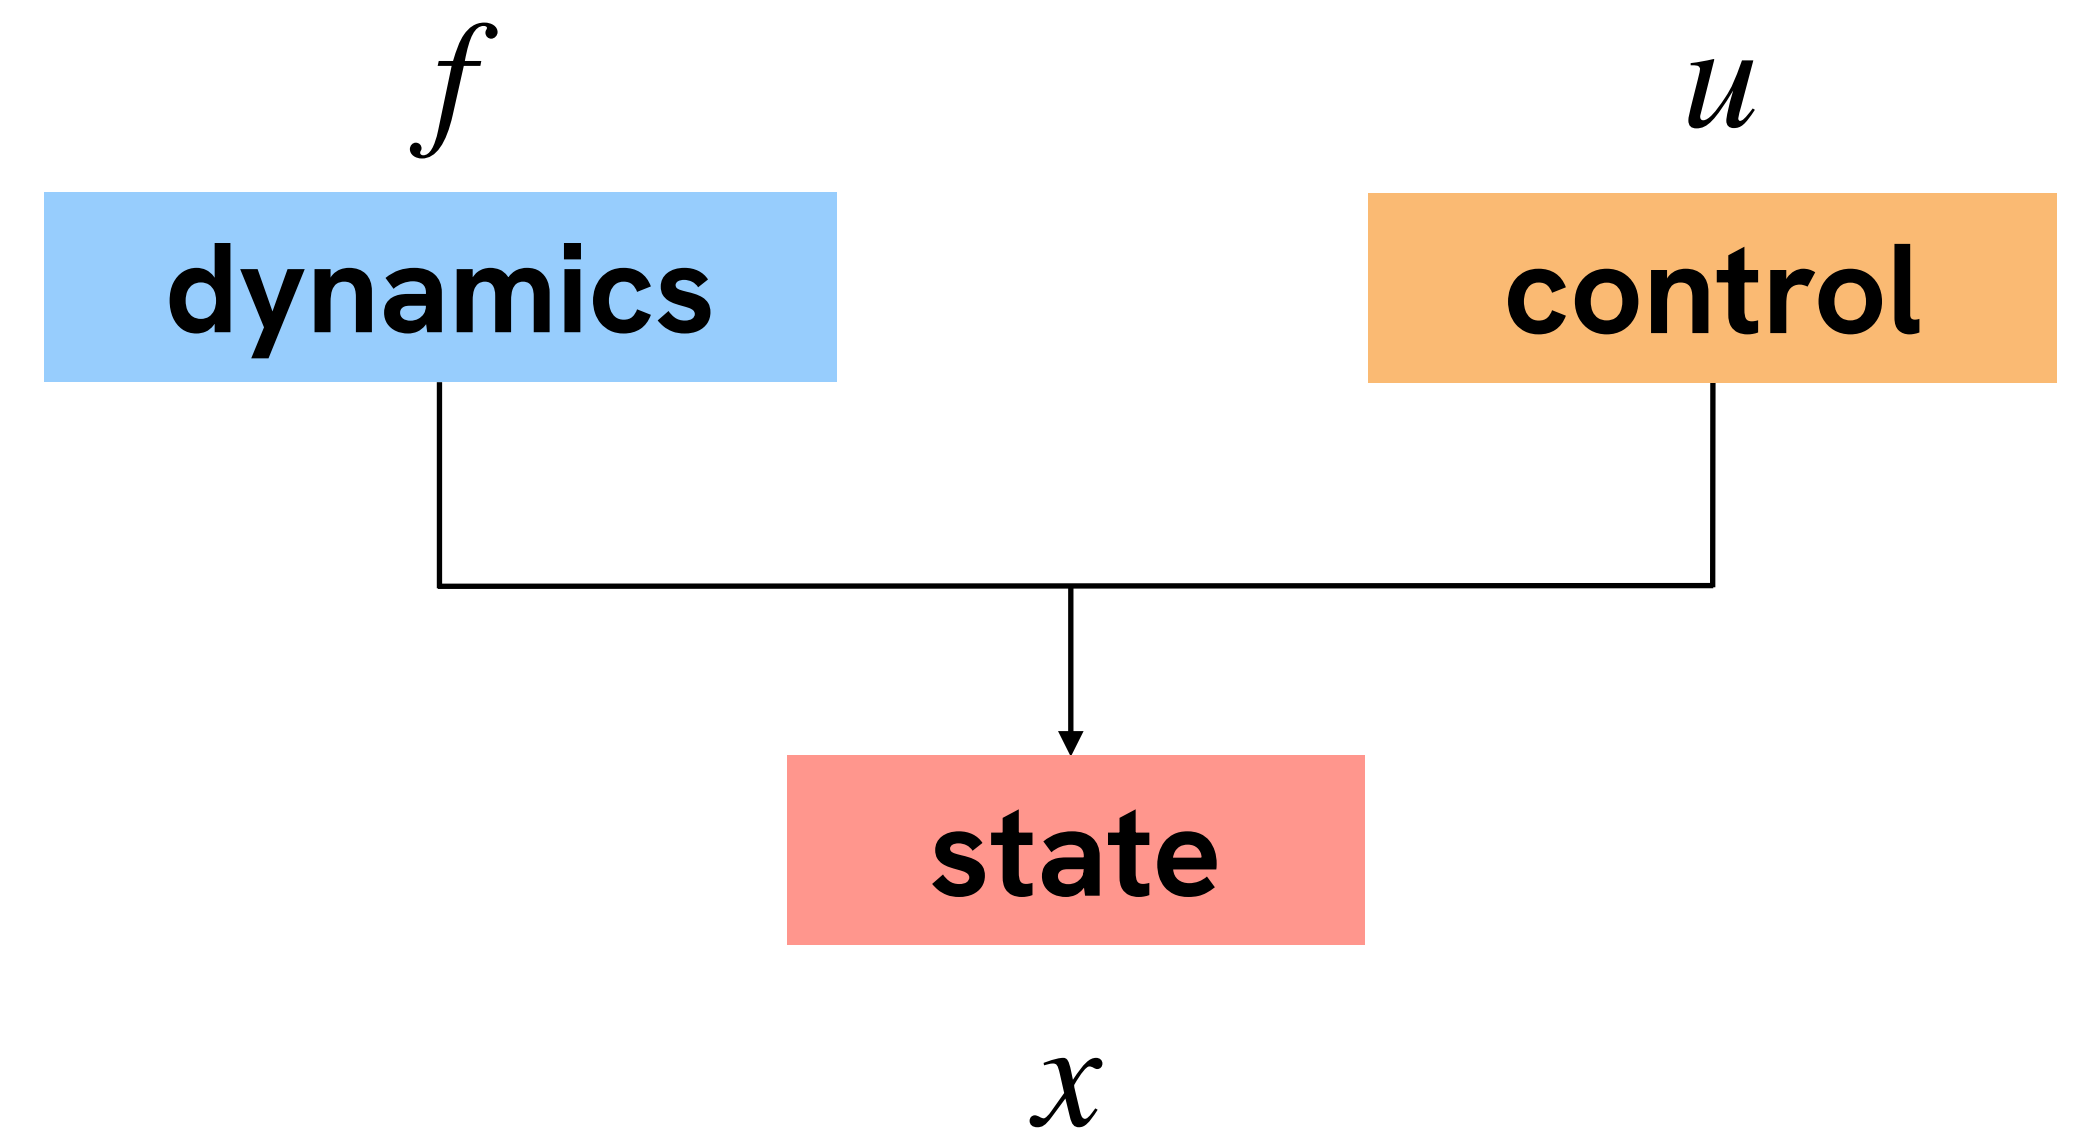 f
u
dynamics
control
state
x